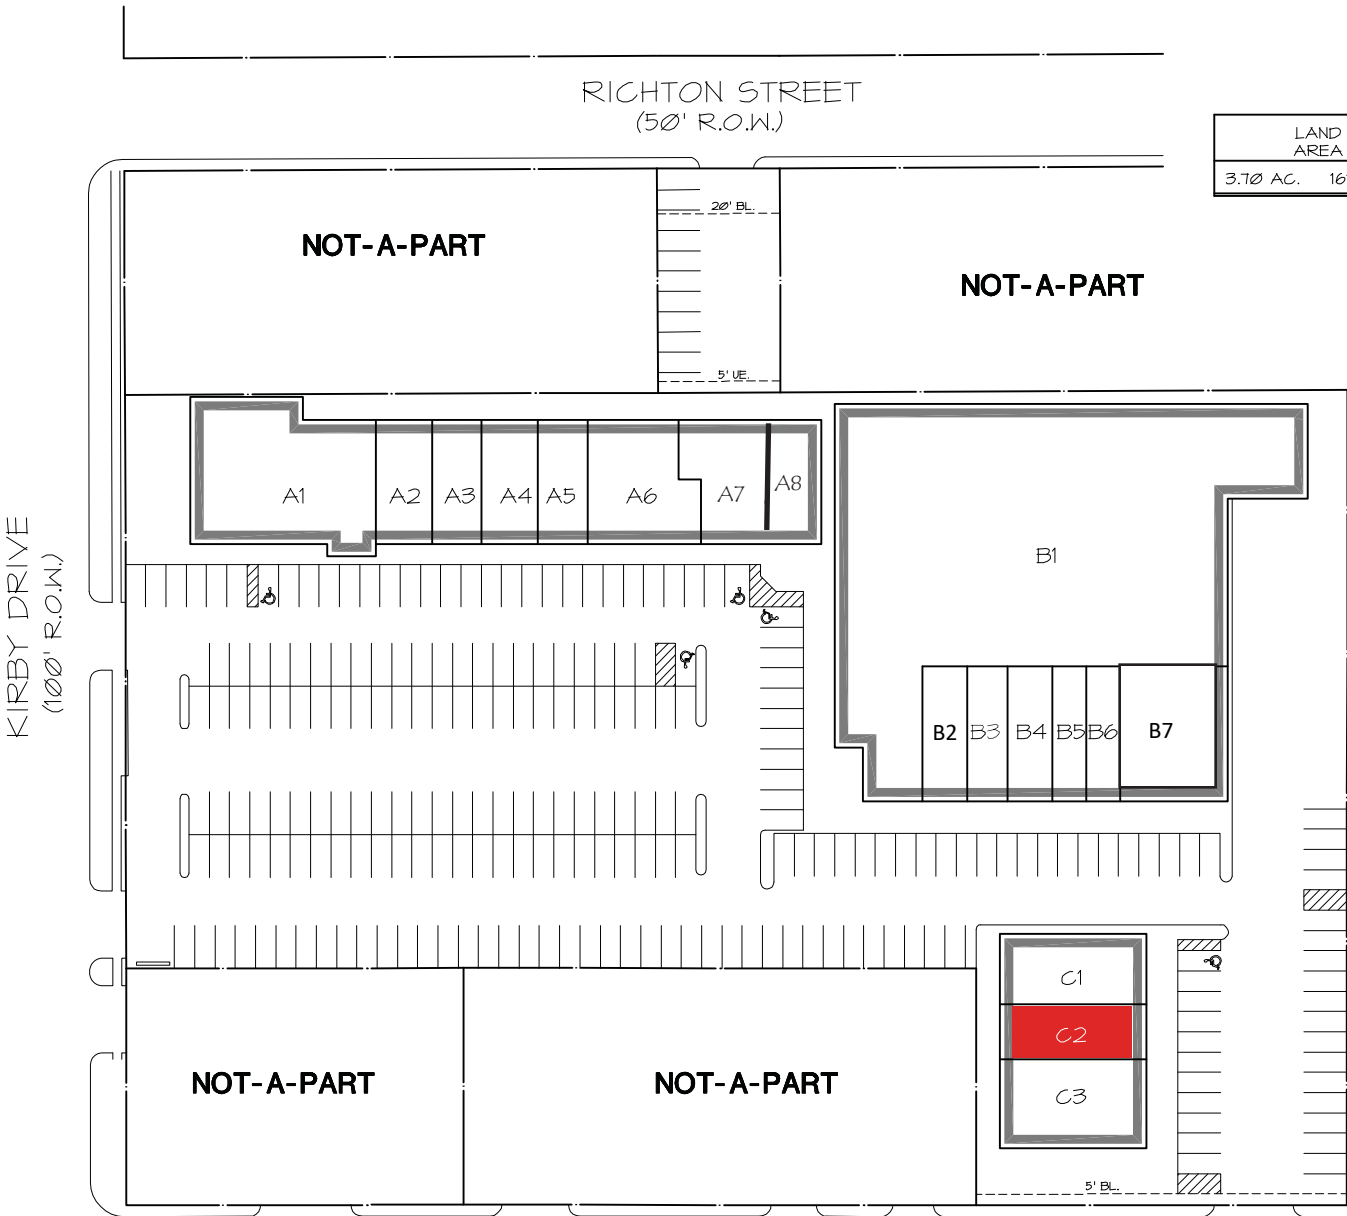 RICHTON STREET
(50' R.O.W.)
LAND
AREA
3.70 AC.
20' BL.
NOT-A-PART
NOT-A-PART
5' UE.
A1
A2
A3
A4
A5
A6
A7
A8
KIRBY DRIVE
(100' R.O.W.)
B1
B2
B3
B4
B5
B6
B7
C1
C2
C3
NOT-A-PART
NOT-A-PART
5' BL.